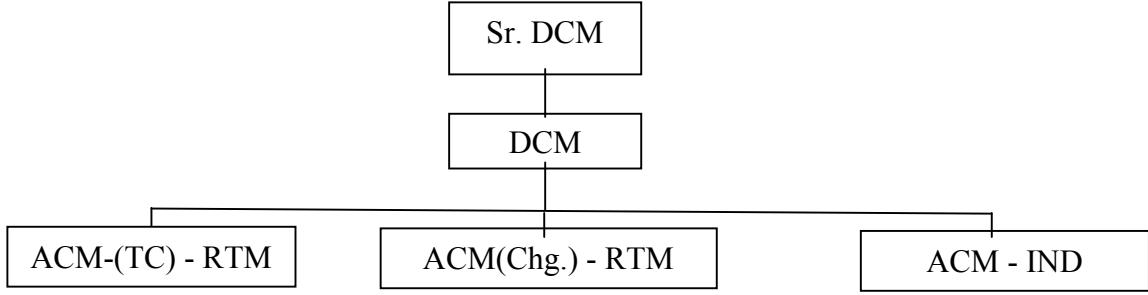 Sr. DCM
DCM
ACM-(TC) - RTM
ACM(Chg.) - RTM
ACM - IND